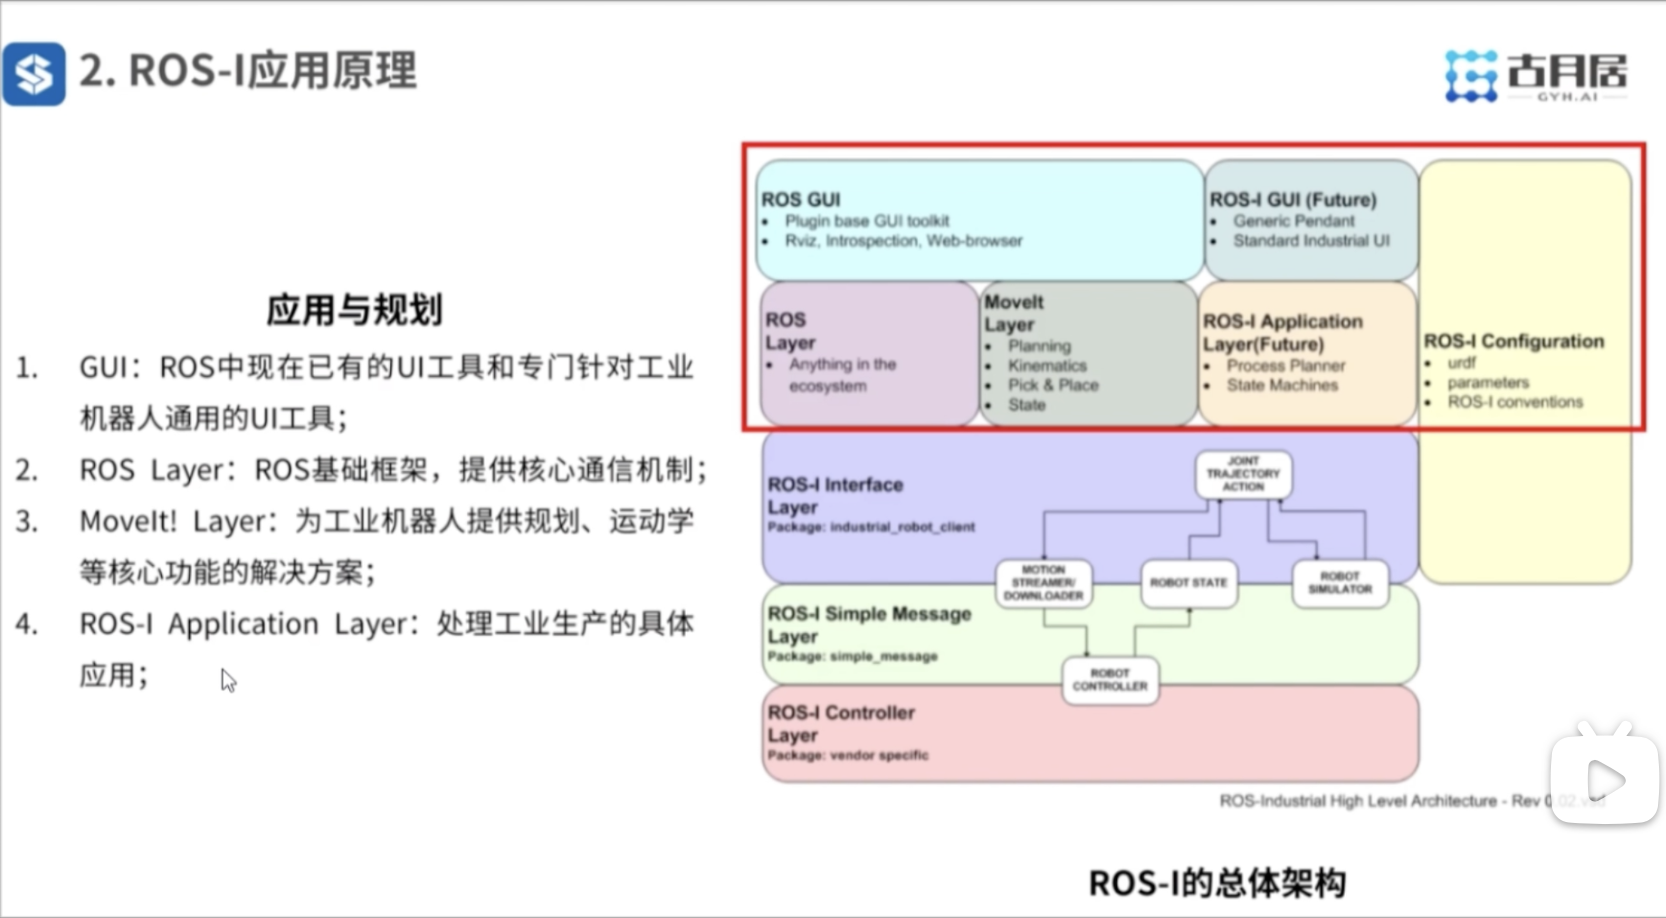 2. ROS-I应用原理
古月居
GYH.AI
应用与规划
1. GUI：ROS中现在已有的UI工具和专门针对工业
机器人通用的UI工具；
2. ROS Layer：ROS基础框架，提供核心通信机制；
3. MoveIt! Layer：为工业机器人提供规划、运动学
等核心功能的解决方案；
4. ROS-I Application Layer：处理工业生产的具体
应用；
ROS GUI
• Plugin base GUI toolkit
• Rviz, Introspection, Web-browser
ROS-I GUI (Future)
• Generic Pendant
• Standard Industrial UI
ROS
Layer
• Anything in the
ecosystem
MoveIt
Layer
• Planning
• Kinematics
• Pick & Place
• State
ROS-I Application
Layer(Future)
• Process Planner
• State Machines
ROS-I Configuration
• urdf
• parameters
• ROS-I conventions
ROS-I Interface
Layer
Package: industrial_robot_client
JOINT
TRAJECTORY
ACTION
MOTION
STREAMER/
DOWNLOADER
ROBOT STATE
ROBOT
SIMULATOR
ROS-I Simple Message
Layer
Package: simple_message
ROBOT
CONTROLLER
ROS-I Controller
Layer
Package: vendor specific
ROS-Industrial High Level Architecture - Rev
ROS-I的总体架构